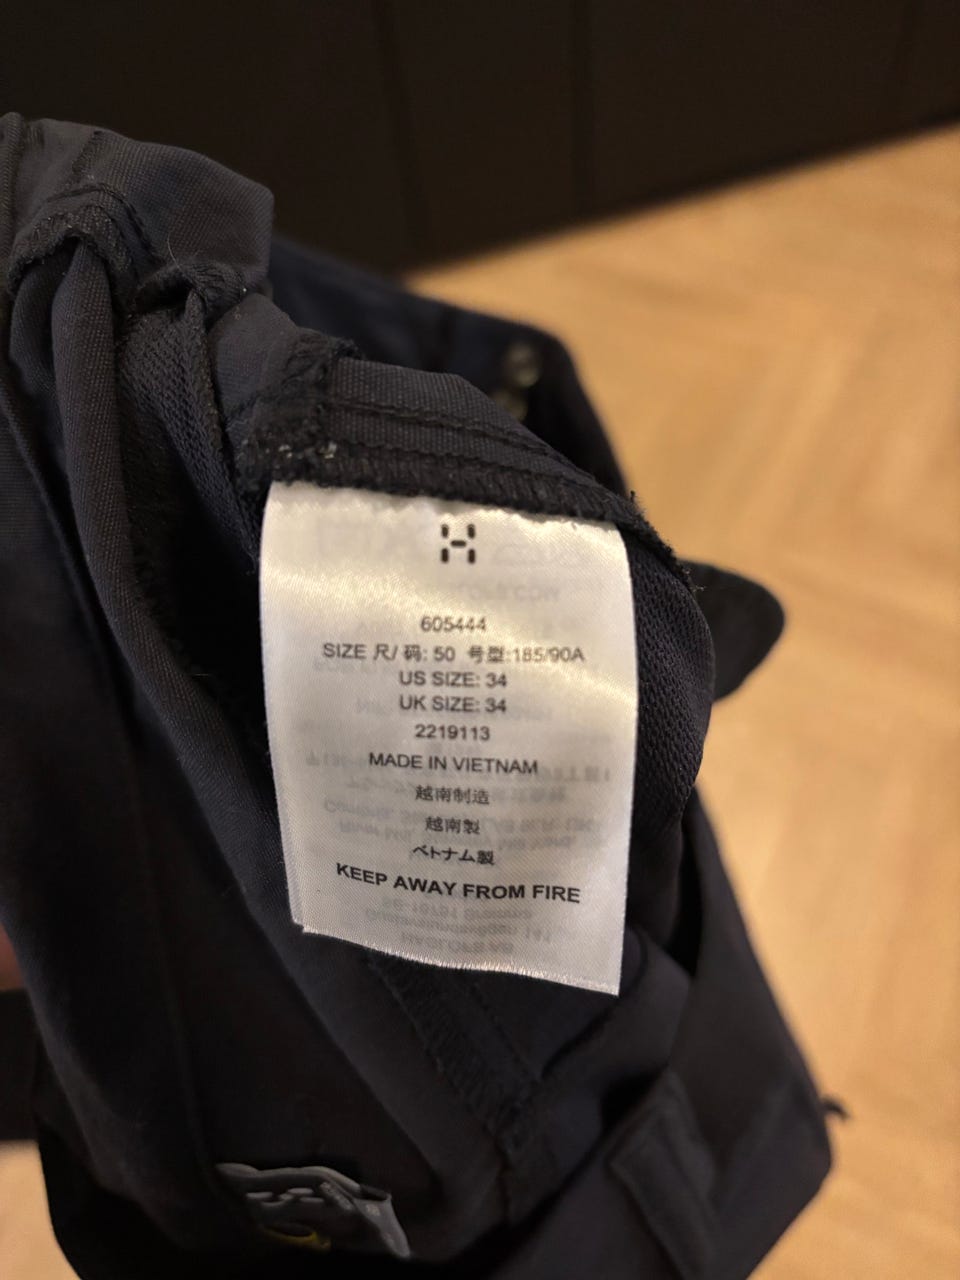 H
605444
SIZE 尺/ 码: 50 号型:185/90A
US SIZE: 34
UK SIZE: 34
2219113
MADE IN VIETNAM
越南制造
越南製
ベトナム製
KEEP AWAY FROM FIRE